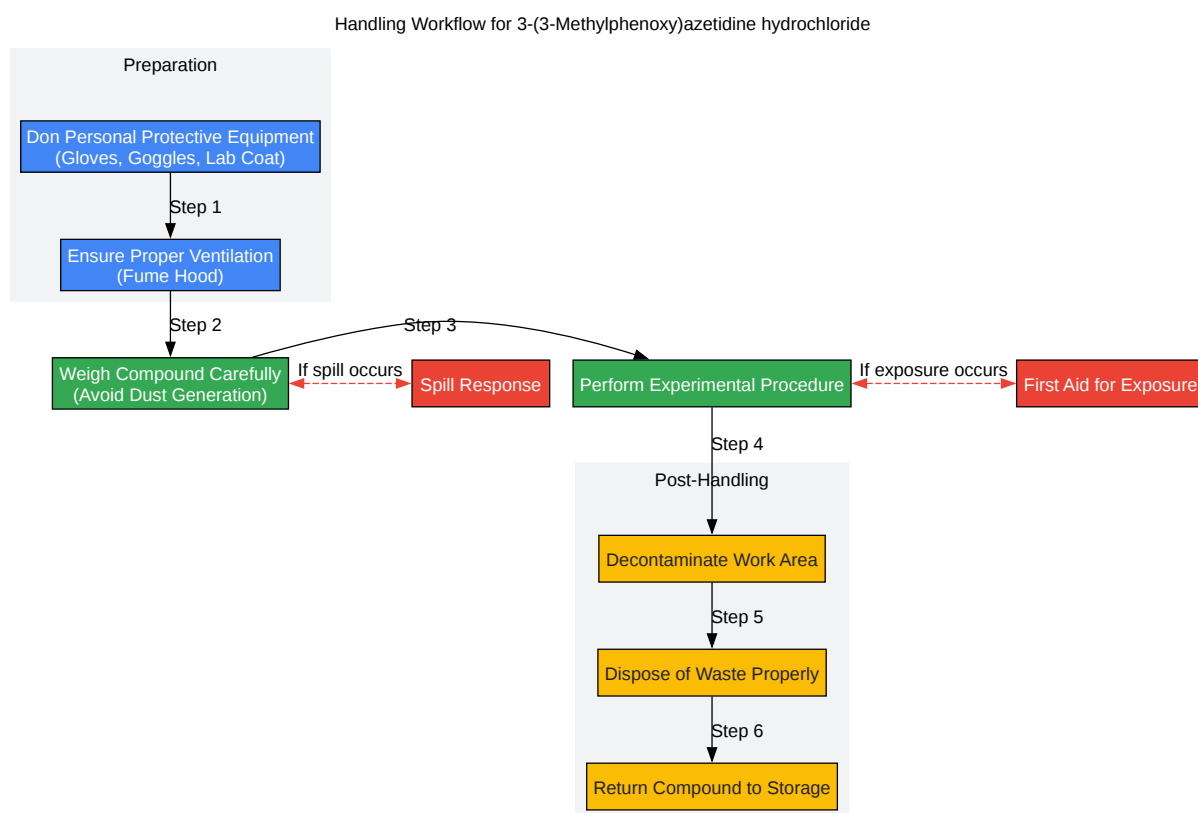 Handling Workflow for 3-(3-Methylphenoxy)azetidine hydrochloride
Preparation
Don Personal Protective Equipment
(Gloves, Goggles, Lab Coat)
Step 1
Ensure Proper Ventilation
(Fume Hood)
Step 2
Step 3
Weigh Compound Carefully
(Avoid Dust Generation)
If spill occurs
Spill Response
Perform Experimental Procedure
If exposure occurs
First Aid for Exposure
Step 4
Post-Handling
Decontaminate Work Area
Step 5
Dispose of Waste Properly
Step 6
Return Compound to Storage